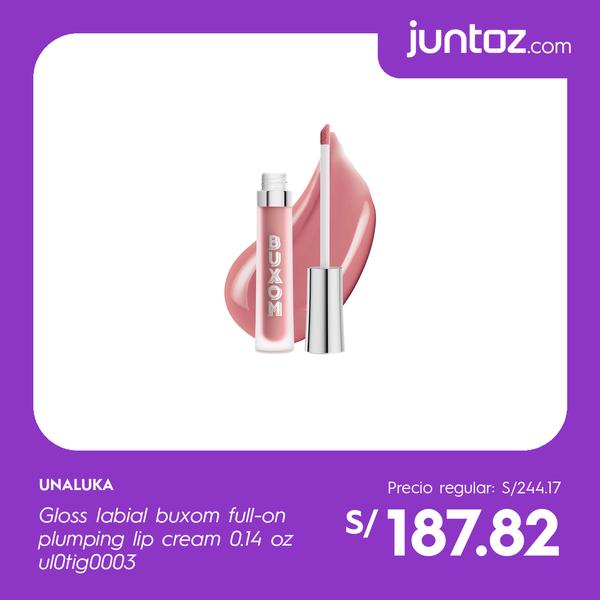 juntoz.com
BUXOM
UNALUKA
Gloss labial buxom full-on
plumping lip cream 0.14 oz
ul0tig0003
Precio regular: S/244.17
S/187.82